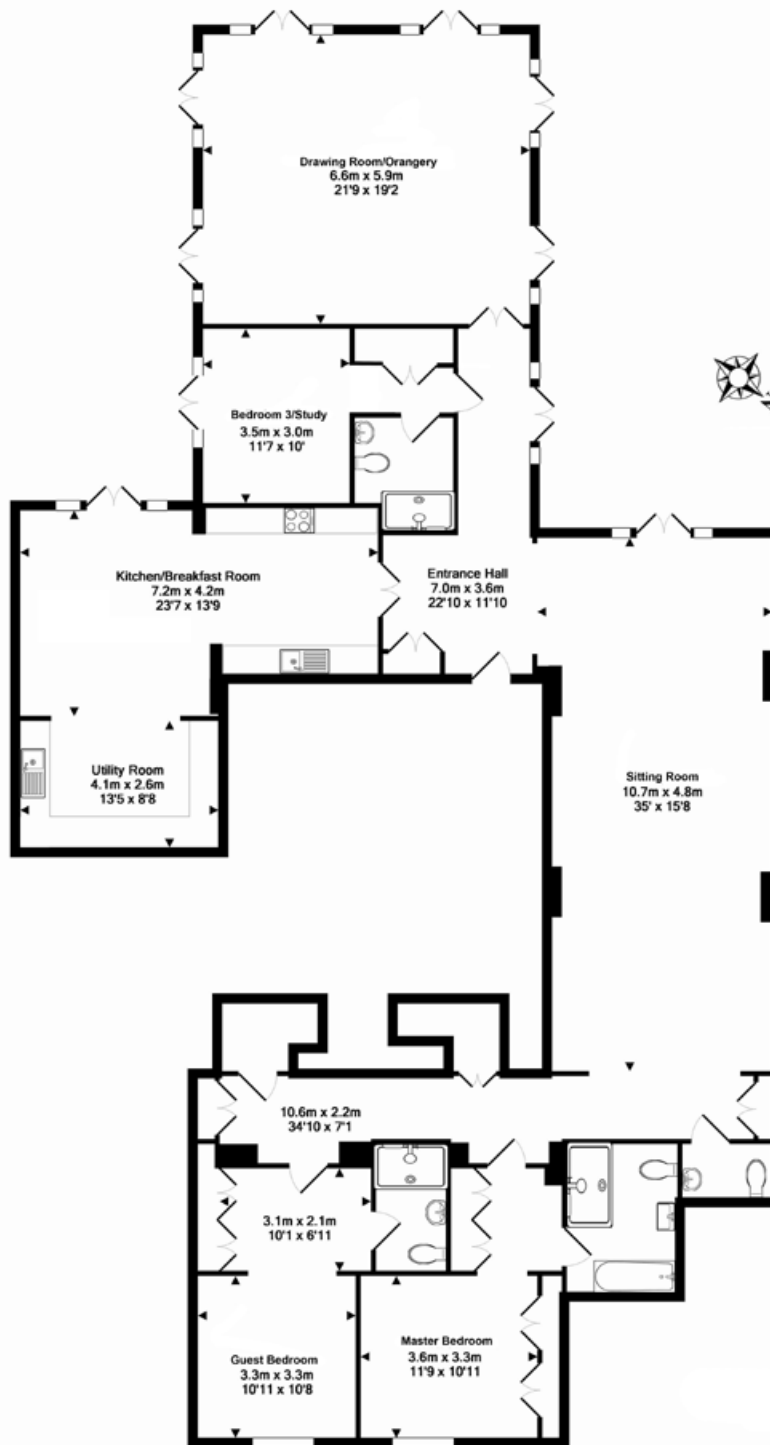 Drawing Room/Orangery
6.6m x 5.9m
21'9 x 19'2
Bedroom 3/Study
3.5m x 3.0m
11'7 x 10'
Kitchen/Breakfast Room
7.2m x 4.2m
23'7 x 13'9
Entrance Hall
7.0m x 3.6m
22'10 x 11'10
Utility Room
4.1m x 2.6m
13'5 x 8'8
Sitting Room
10.7m x 4.8m
35' x 15'8
10.6m x 2.2m
34'10 x 7'1
3.1m x 2.1m
10'1 x 6'11
Guest Bedroom
3.3m x 3.3m
10'11 x 10'8
Master Bedroom
3.6m x 3.3m
11'9 x 10'11